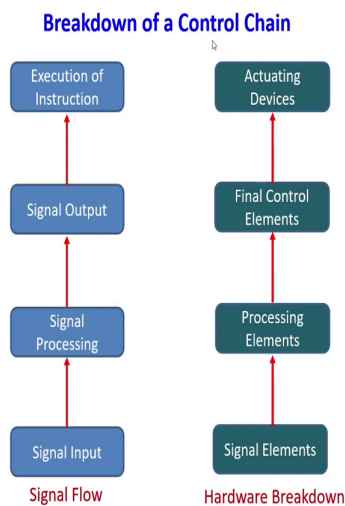 Breakdown of a Control Chain
Execution of
Instruction
Signal Output
Signal
Processing
Signal Input
Signal Flow
Actuating
Devices
Final Control
Elements
Processing
Elements
Signal Elements
Hardware Breakdown